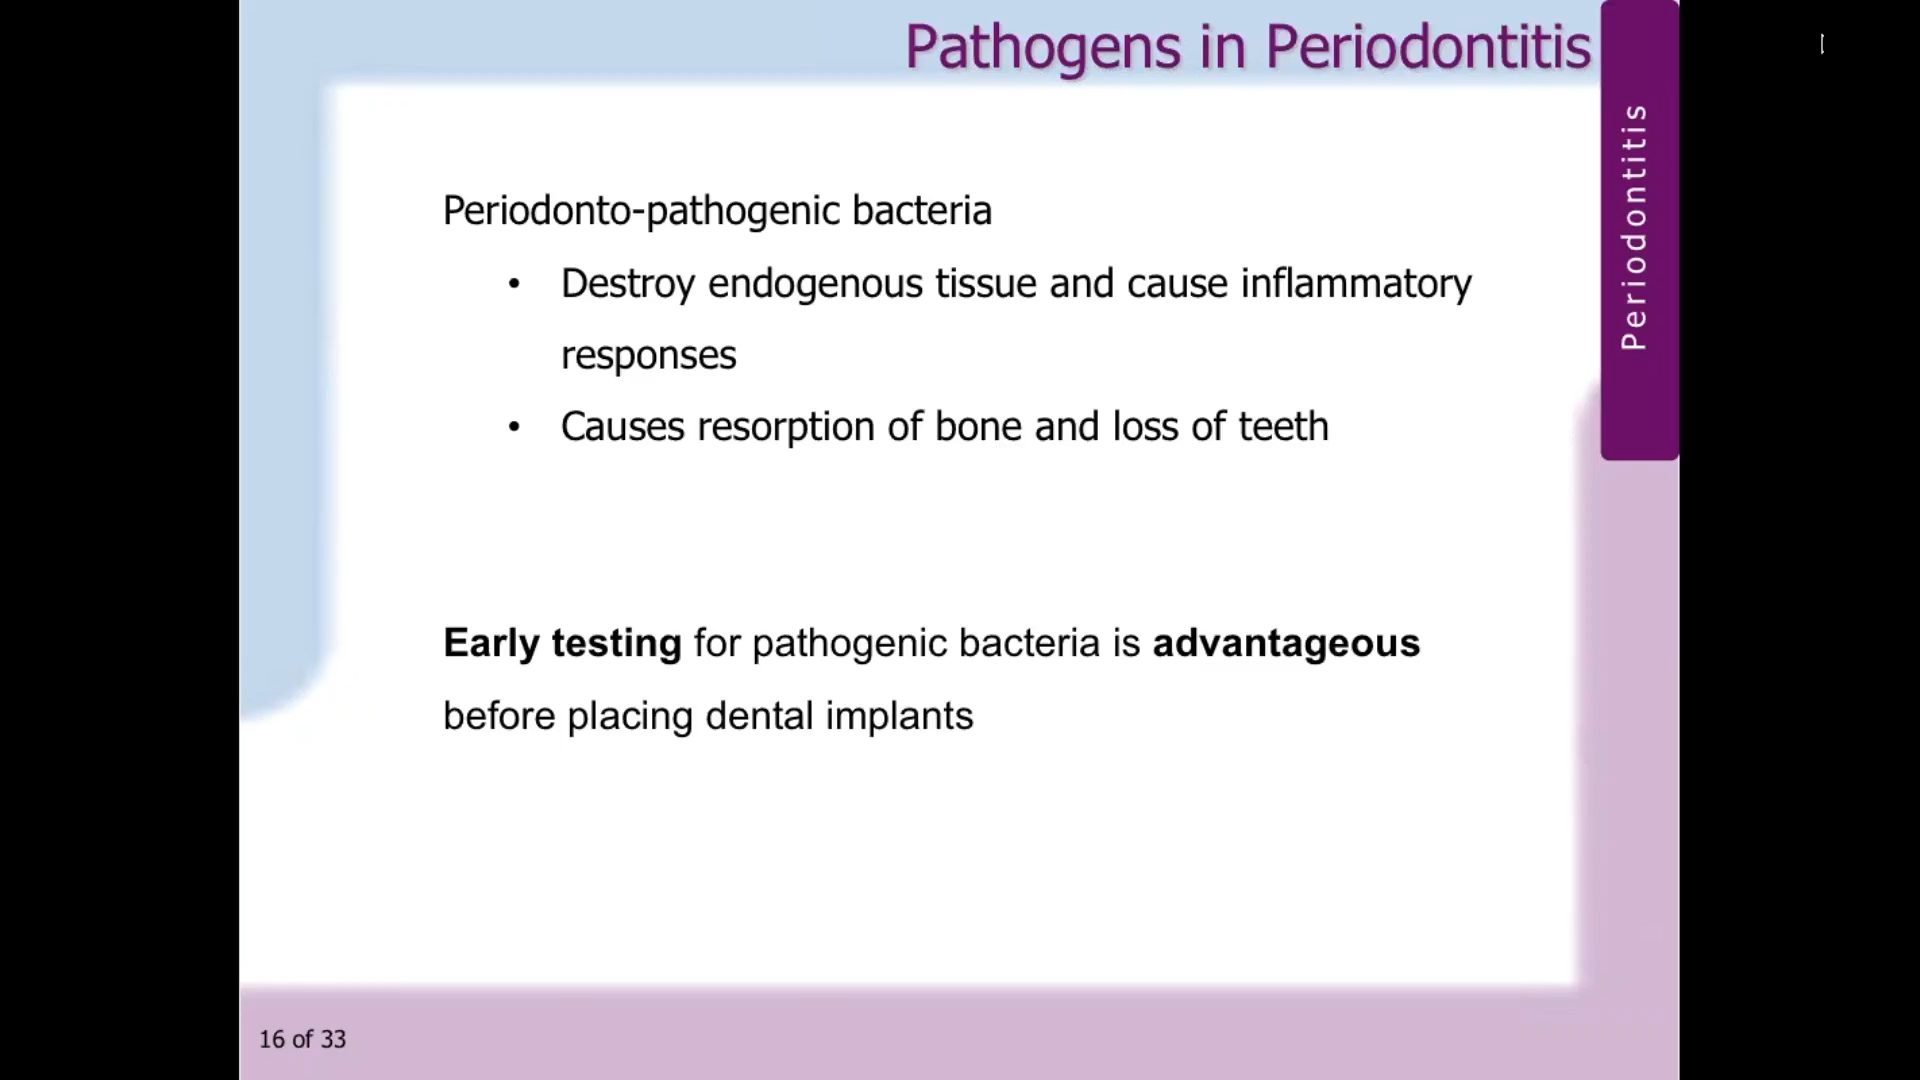 Pathogens in Periodontitis
Periodontitis
Periodonto-pathogenic bacteria
• Destroy endogenous tissue and cause inflammatory
responses
• Causes resorption of bone and loss of teeth
Early testing for pathogenic bacteria is advantageous
before placing dental implants
16 of 33